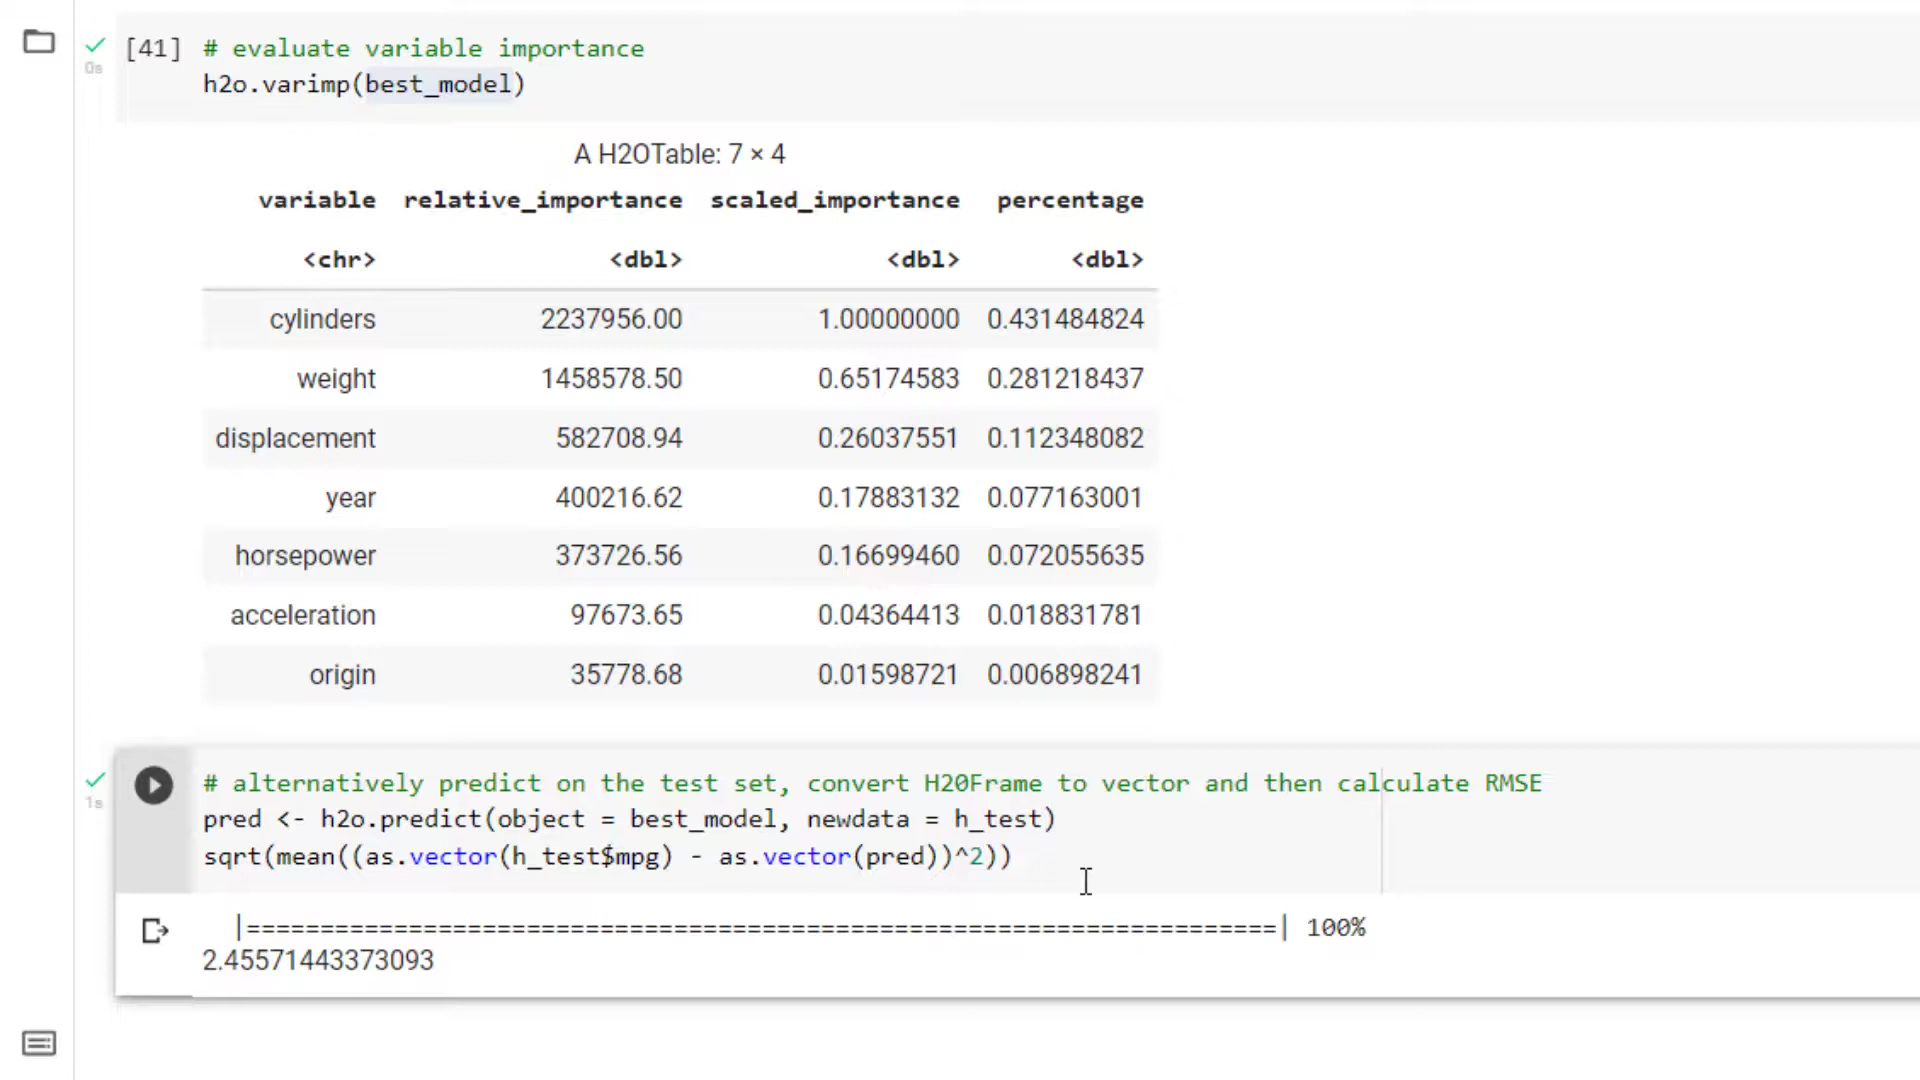 [41] # evaluate variable importance
0s
h2o.varimp(best_model)
A H2OTable: 7 × 4
variable relative_importance scaled_importance percentage
<chr> <dbl> <dbl> <dbl>
cylinders 2237956.00 1.00000000 0.431484824
weight 1458578.50 0.65174583 0.281218437
displacement 582708.94 0.26037551 0.112348082
year 400216.62 0.17883132 0.077163001
horsepower 373726.56 0.16699460 0.072055635
acceleration 97673.65 0.04364413 0.018831781
origin 35778.68 0.01598721 0.006898241
# alternatively predict on the test set, convert H20Frame to vector and then calculate RMSE
1s
pred <- h2o.predict(object = best_model, newdata = h_test)
sqrt(mean((as.vector(h_test$mpg) - as.vector(pred))^2))
|======================================================================| 100%
2.45571443373093